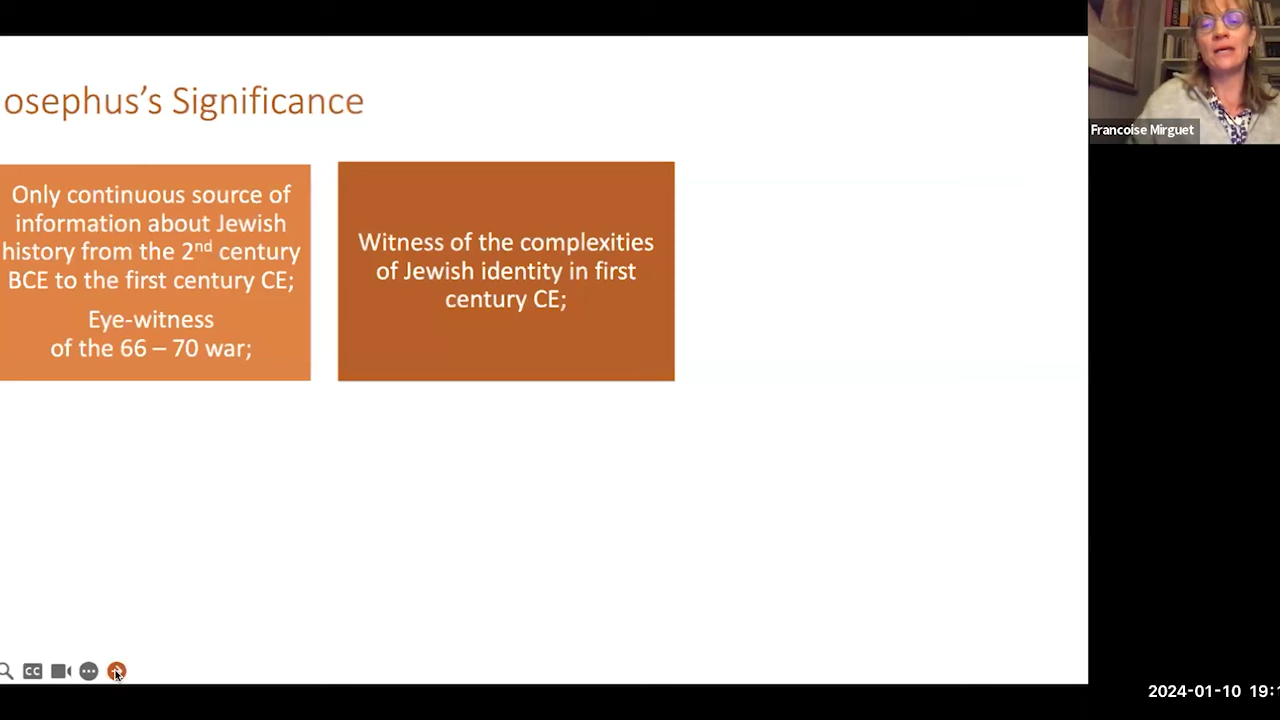 osephus's Significance
Only continuous source of
information about Jewish
history from the 2nd century
BCE to the first century CE;
Eye-witness
of the 66 – 70 war;
Witness of the complexities
of Jewish identity in first
century CE;
Francoise Mirguet
CC
2024-01-10 19:1